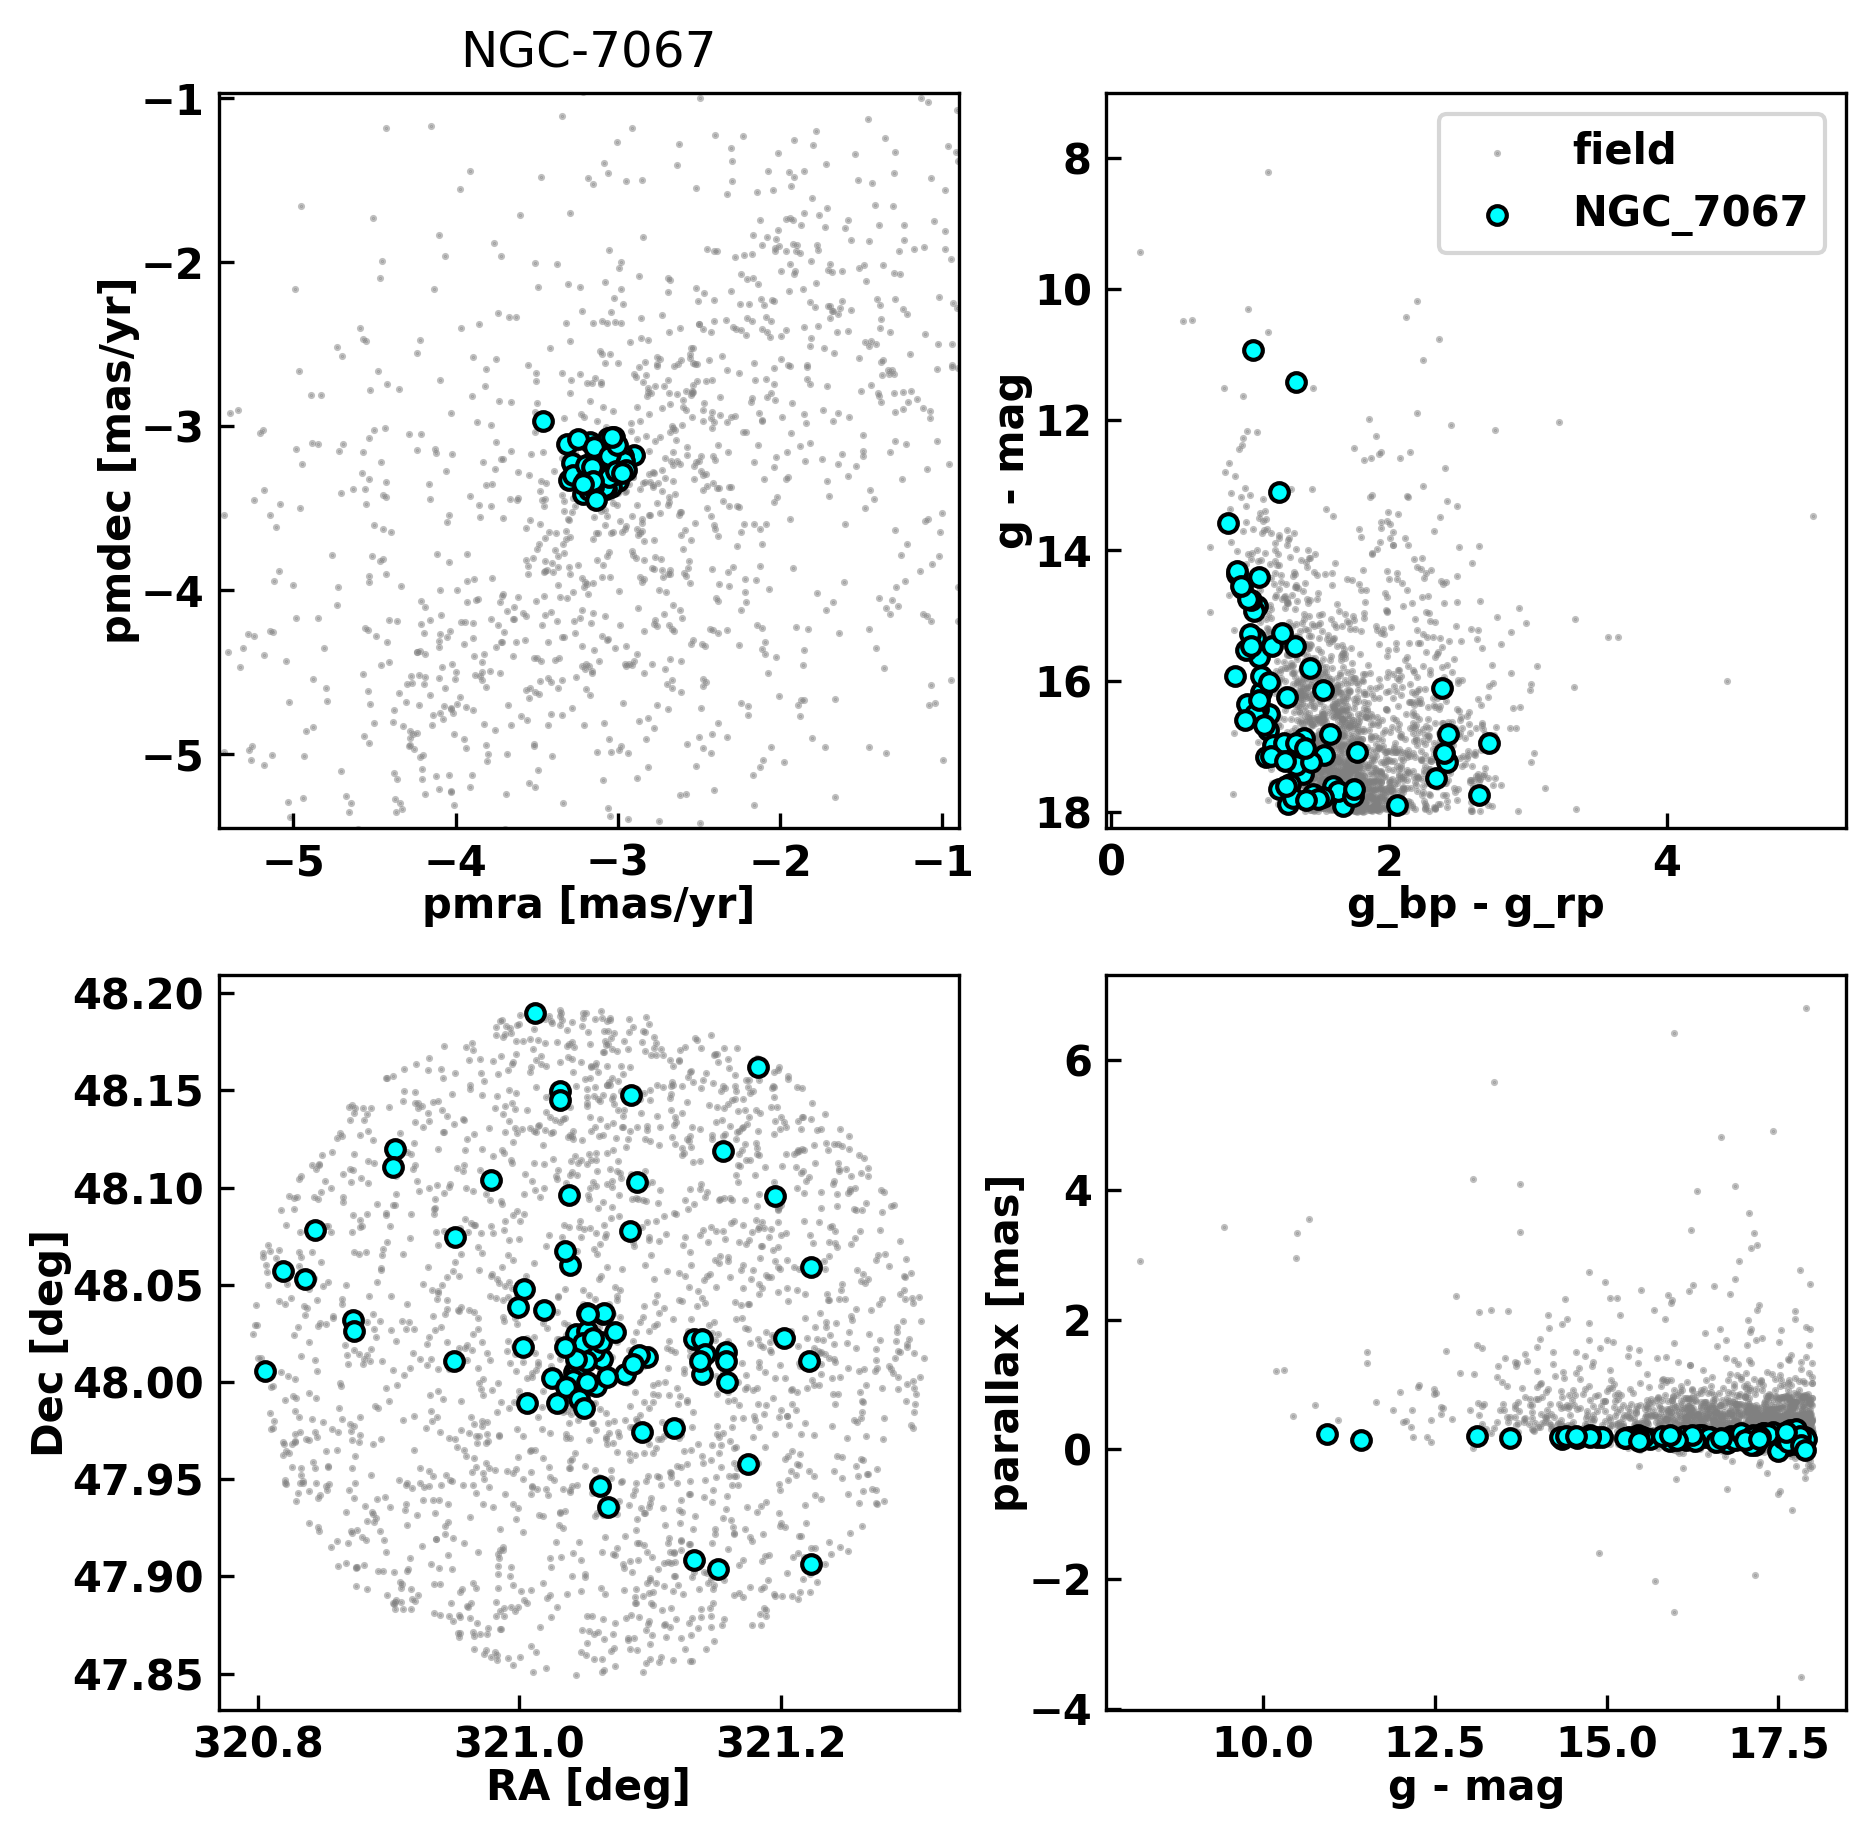 NGC-7067
−1
−2
−3
−4
−5
pmdec [mas/yr]
−5 −4 −3 −2 −1
pmra [mas/yr]
field
NGC_7067
8
10
12
14
16
18
g - mag
0 2 4
g_bp - g_rp
48.20
48.15
48.10
48.05
48.00
47.95
47.90
47.85
Dec [deg]
320.8 321.0 321.2
RA [deg]
6
4
2
0
−2
−4
parallax [mas]
10.0 12.5 15.0 17.5
g - mag